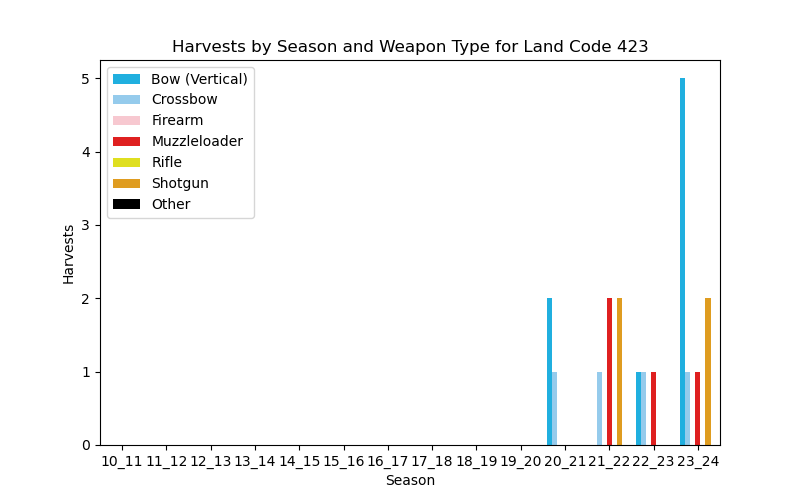 Harvests by Season and Weapon Type for Land Code 423
Bow (Vertical)
Crossbow
Firearm
Muzzleloader
Rifle
Shotgun
Other
Harvests
5
4
3
2
1
0
10_11 11_12 12_13 13_14 14_15 15_16 16_17 17_18 18_19 19_20 20_21 21_22 22_23 23_24
Season